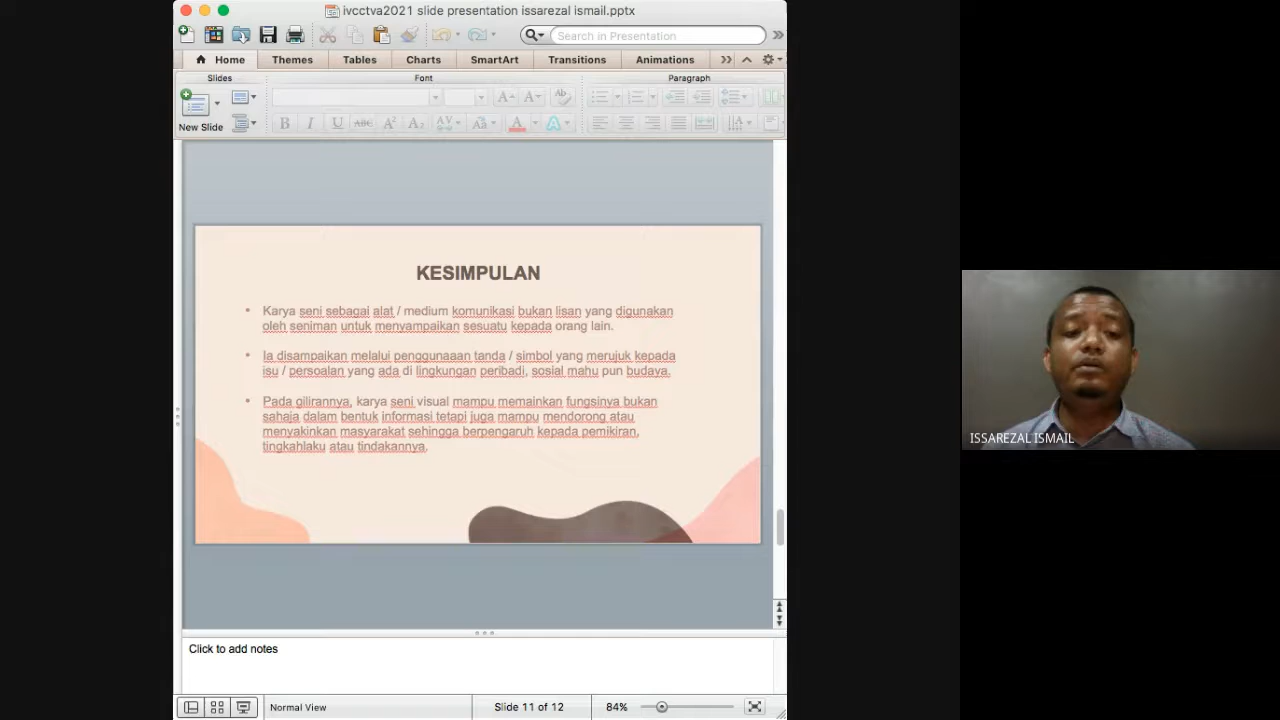 ivcctva2021 slide presentation issarezal ismail.pptx
Search in Presentation
Home Themes Tables Charts SmartArt Transitions Animations
Slides Font Paragraph
New Slide
KESIMPULAN
• Karya seni sebagai alat / medium komunikasi bukan lisan yang digunakan
oleh seniman untuk menyampaikan sesuatu kepada orang lain.
• Ia disampaikan melalui penggunaaan tanda / simbol yang merujuk kepada
isu / persoalan yang ada di lingkungan peribadi, sosial mahu pun budaya.
• Pada gilirannya, karya seni visual mampu memainkan fungsinya bukan
sahaja dalam bentuk informasi tetapi juga mampu mendorong atau
menyakinkan masyarakat sehingga berpengaruh kepada pemikiran,
tingkahlaku atau tindakannya.
ISSAREZAL ISMAIL
Click to add notes
Normal View Slide 11 of 12 84%